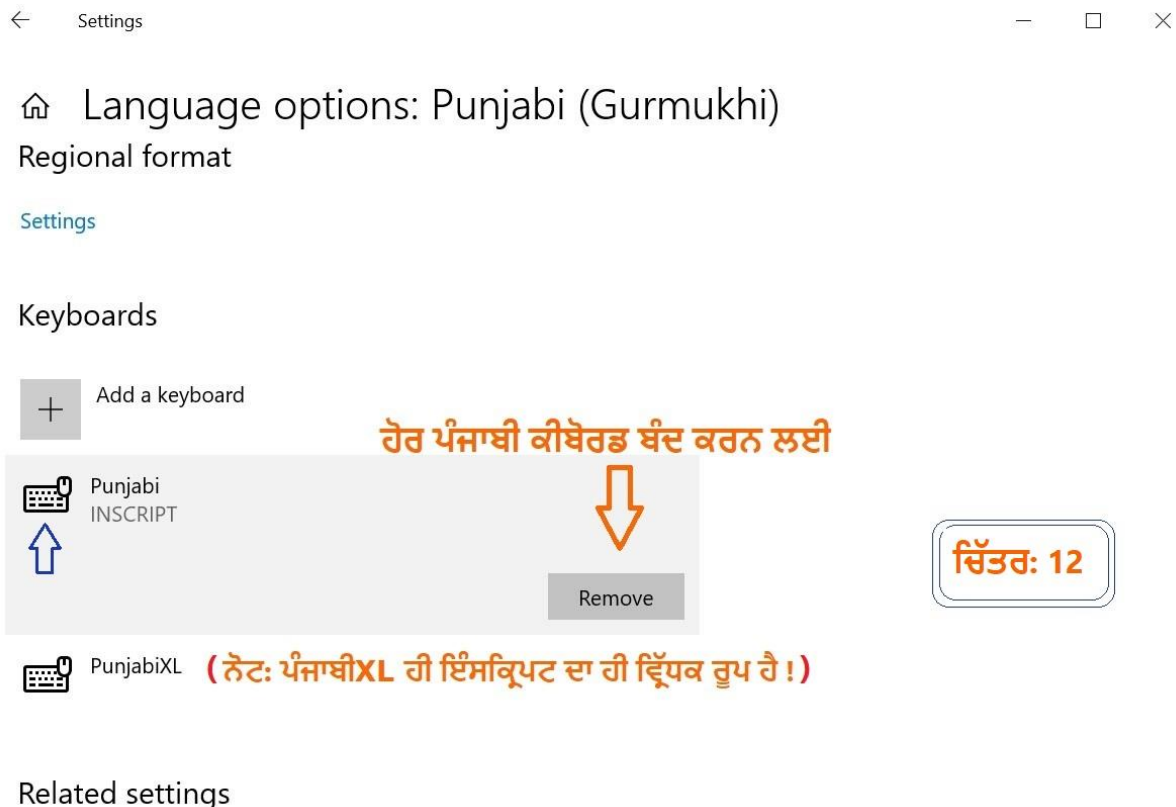 Settings
Language options: Punjabi (Gurmukhi)
Regional format
Settings
Keyboards
Add a keyboard
ਹੋਰ ਪੰਜਾਬੀ ਕੀਬੋਰਡ ਬੰਦ ਕਰਨ ਲਈ
Punjabi
INSCRIPT
Remove
ਚਿੱਤਰ: 12
PunjabiXL (ਨੋਟ: ਪੰਜਾਬੀXL ਹੀ ਇੰਸਕ੍ਰਿਪਟ ਦਾ ਹੀ ਵ੍ਰਿੱਧਕ ਰੂਪ ਹੈ !)
Related settings